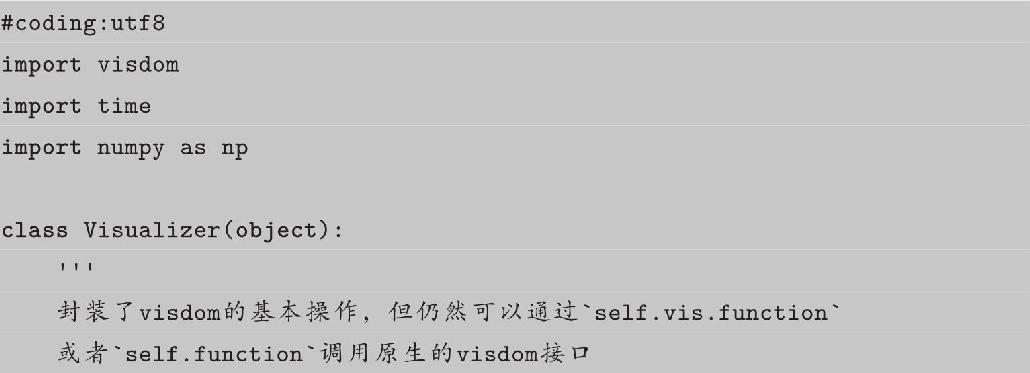 #coding:utf8
import visdom
import time
import numpy as np
class Visualizer(object):
'''
封装了visdom的基本操作，但仍然可以通过`self.vis.function`
或者`self.function`调用原生的visdom接口